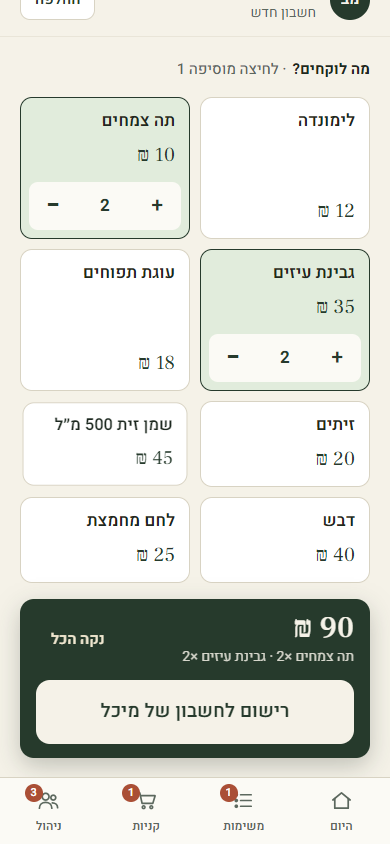 מב
חשבון חדש
החלפה
מה לוקחים? · לחיצה מוסיפה 1
לימונדה
12 ₪
תה צמחים
10 ₪
+ 2 −
גבינת עיזים
35 ₪
+ 2 −
עוגת תפוחים
18 ₪
זיתים
20 ₪
שמן זית 500 מ״ל
45 ₪
דבש
40 ₪
לחם מחמצת
25 ₪
90 ₪
תה צמחים ×2 · גבינת עיזים ×2
נקה הכל
רישום לחשבון של מיכל
היום
1
משימות
1
קניות
3
ניהול